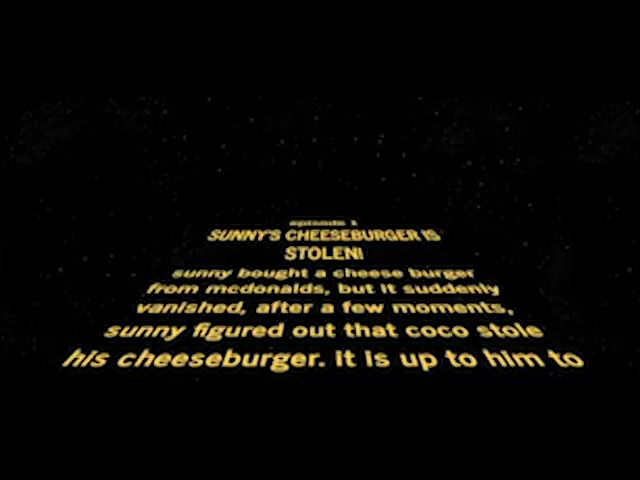 episode 1
SUNNY'S CHEESEBURGER IS
STOLEN!
sunny bought a cheese burger
from mcdonalds, but it suddenly
vanished, after a few moments,
sunny figured out that coco stole
his cheeseburger. it is up to him to